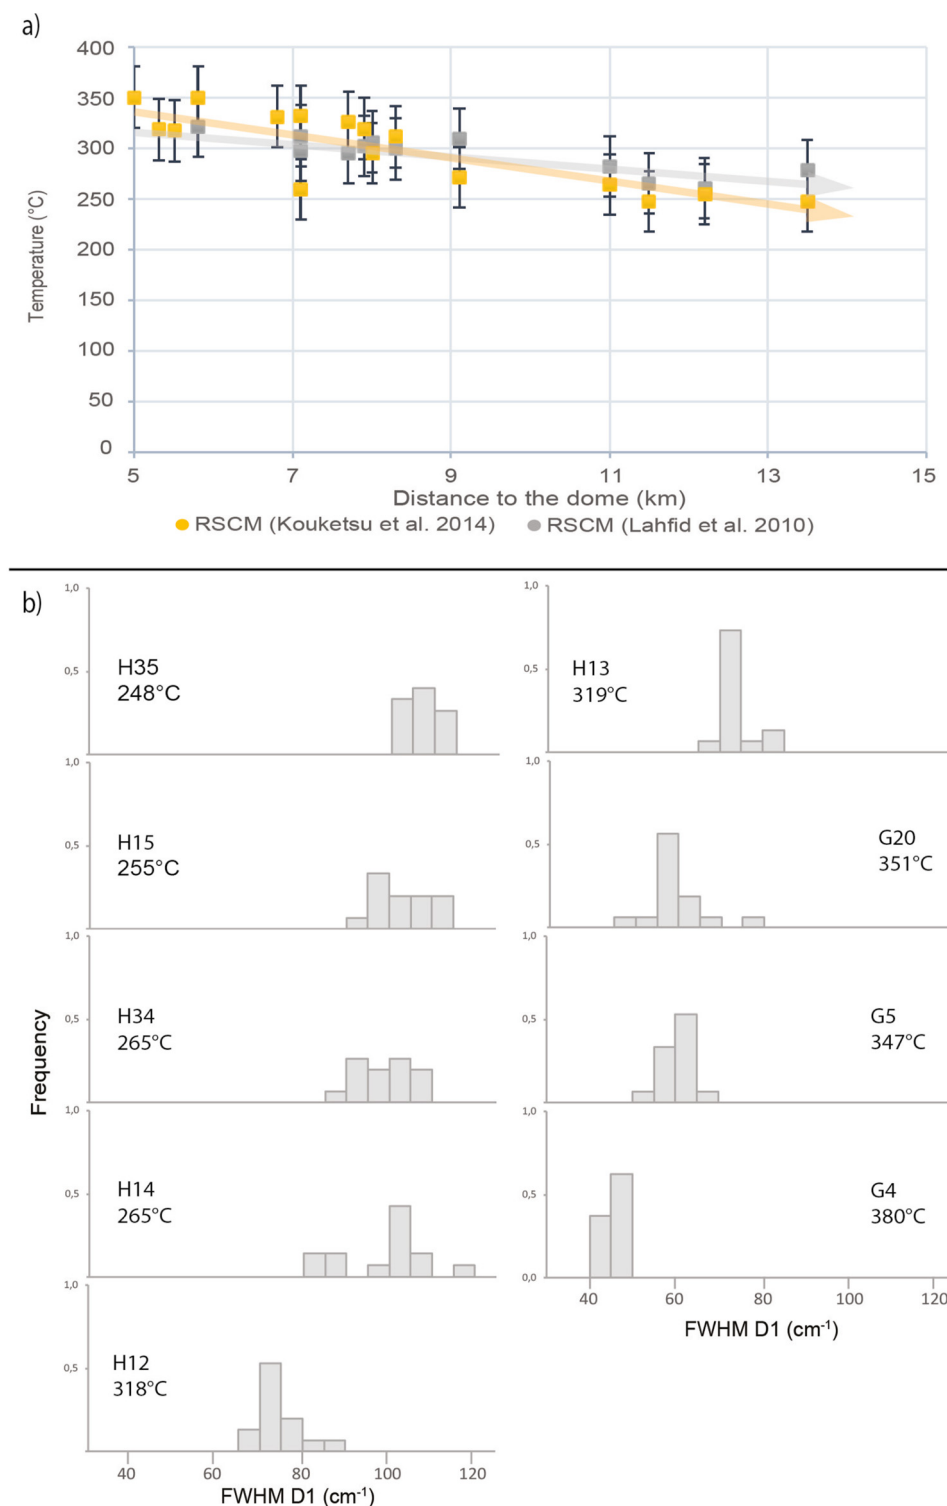 a)
400
350
300
250
200
150
100
50
0
Temperature (°C)
5 7 9 11 13 15
Distance to the dome (km)
RSCM (Kouketsu et al. 2014) RSCM (Lahfid et al. 2010)
b)
Frequency
1,0
0,5
H35
248°C
1,0
0,5
H15
255°C
1,0
0,5
H34
265°C
1,0
0,5
H14
265°C
1,0
0,5
H12
318°C
40 60 80 100 120
FWHM D1 (cm-1)
1,0
0,5
H13
319°C
1,0
0,5
G20
351°C
1,0
0,5
G5
347°C
1,0
0,5
0,0
G4
380°C
40 60 80 100 120
FWHM D1 (cm-1)